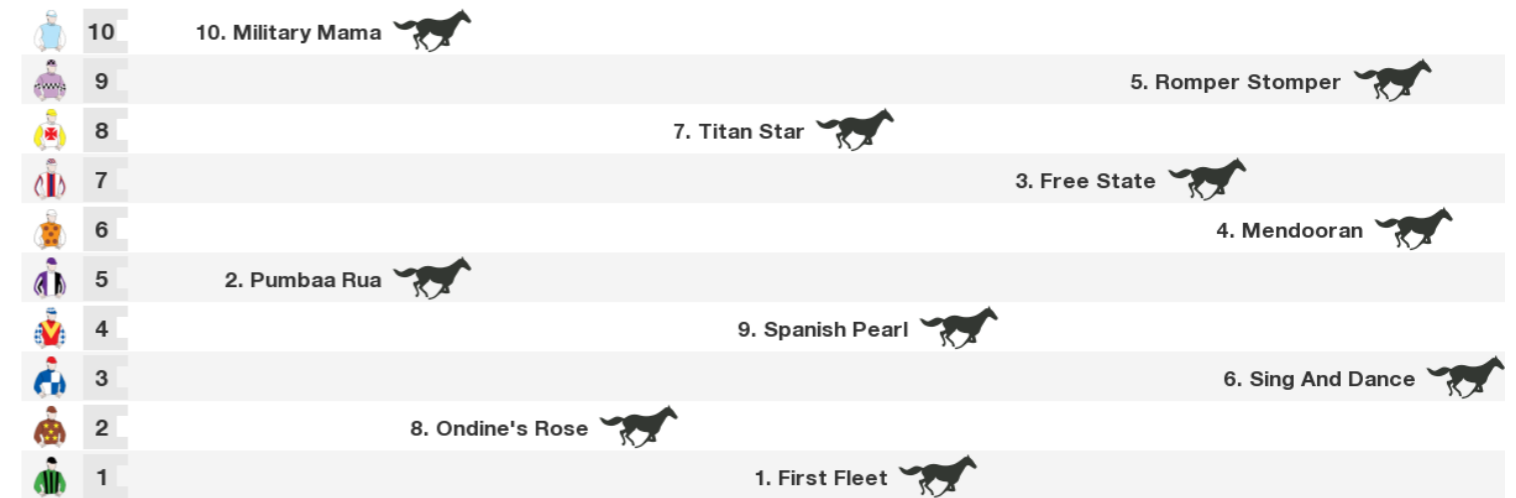 10 10. Military Mama
9 5. Romper Stomper
8 7. Titan Star
7 3. Free State
6 4. Mendooran
5 2. Pumbaa Rua
4 9. Spanish Pearl
3 6. Sing And Dance
2 8. Ondine's Rose
1 1. First Fleet